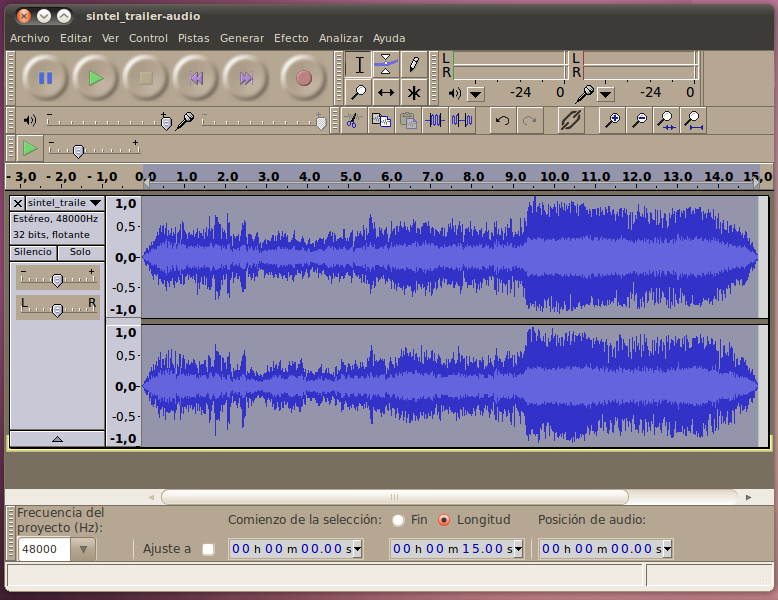 sintel_trailer-audio
Archivo Editar Ver Control Pistas Generar Efecto Analizar Ayuda
L
R
-24 0
L
R
-24 0
- +
- +
- +
- 3,0 - 2,0 - 1,0 0,0 1.0 2.0 3.0 4.0 5.0 6.0 7.0 8.0 9.0 10.0 11.0 12.0 13.0 14.0 15,0
sintel_traile
Estéreo, 48000Hz
32 bits, flotante
Silencio Solo
- +
L R
1,0
0,5-
0,0-
-0,5-
-1,0
1,0
0,5-
0,0-
-0,5-
-1,0
Frecuencia del
proyecto (Hz):
48000
Ajuste a
Comienzo de la selección: Fin Longitud
Posición de audio:
00 h 00 m 00.00 s
00 h 00 m 15.00 s
00 h 00 m 00.00 s